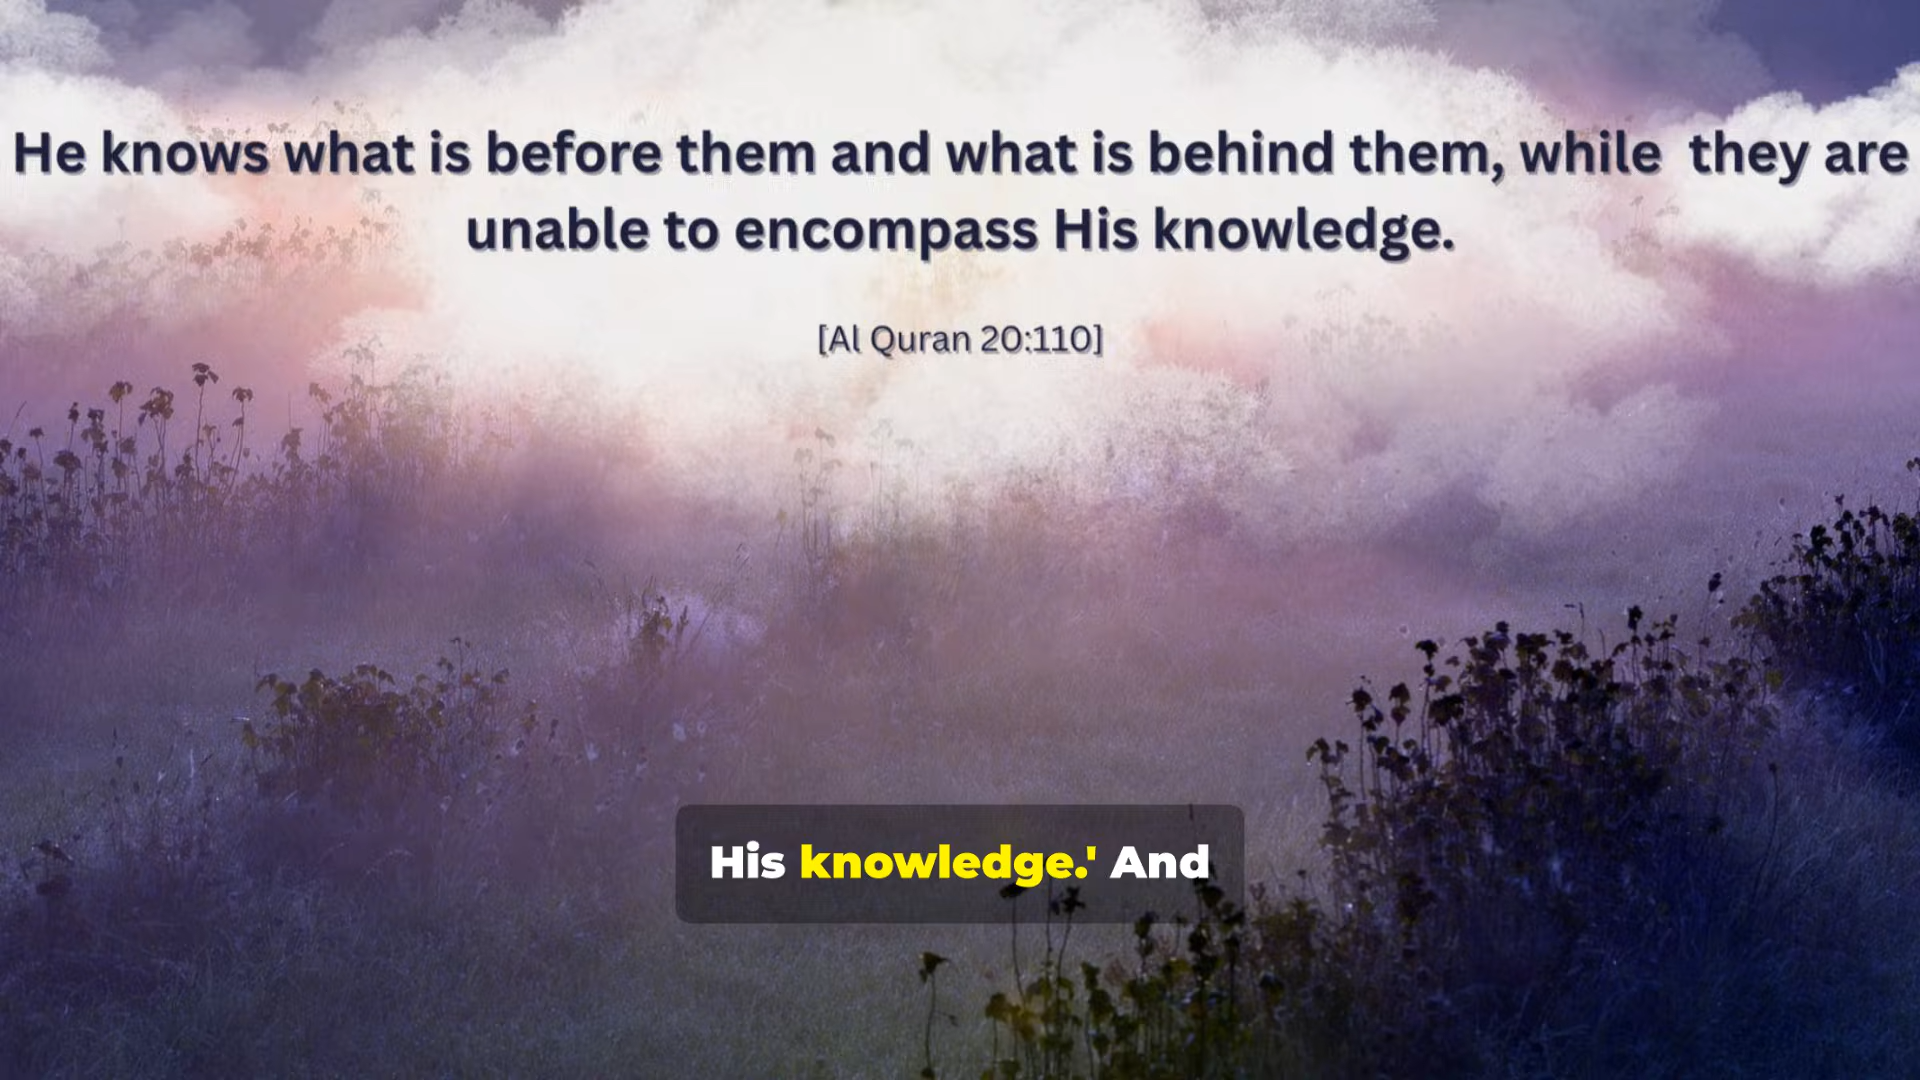 He knows what is before them and what is behind them, while they are
unable to encompass His knowledge.
[Al Quran 20:110]
His knowledge.' And